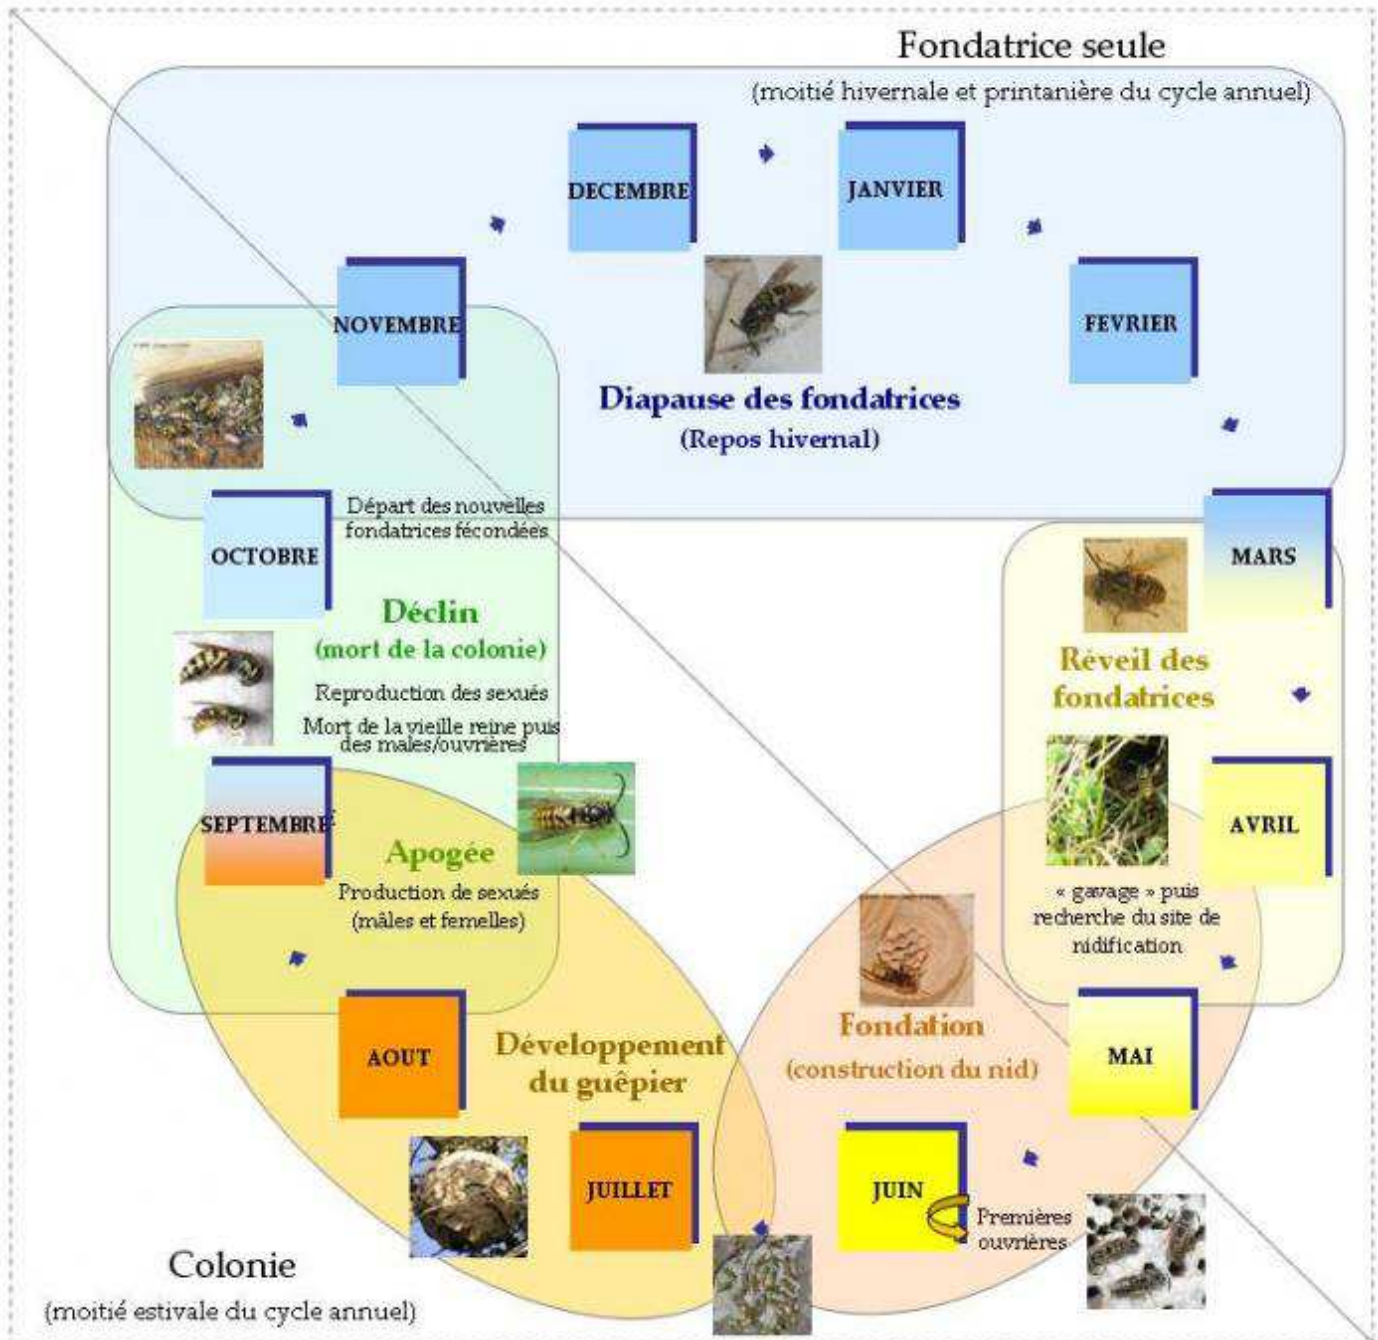 Fondatrice seule
(moitié hivernale et printanière du cycle annuel)
DECEMBRE
JANVIER
NOVEMBRE
FEVRIER
Diapause des fondatrices
(Repos hivernal)
Départ des nouvelles
fondatrices fécondées
OCTOBRE
MARS
Déclin
(mort de la colonie)
Reproduction des sexués
Mort de la vieille reine puis
des males/ouvrières
Réveil des
fondatrices
SEPTEMBRE
AVRIL
Apogée
Production de sexués
(mâles et femelles)
« gavage » puis
recherche du site de
nidification
Fondation
(construction du nid)
AOUT
Développement
du guêpier
MAI
JUILLET
JUIN
Premières
ouvrières
Colonie
(moitié estivale du cycle annuel)